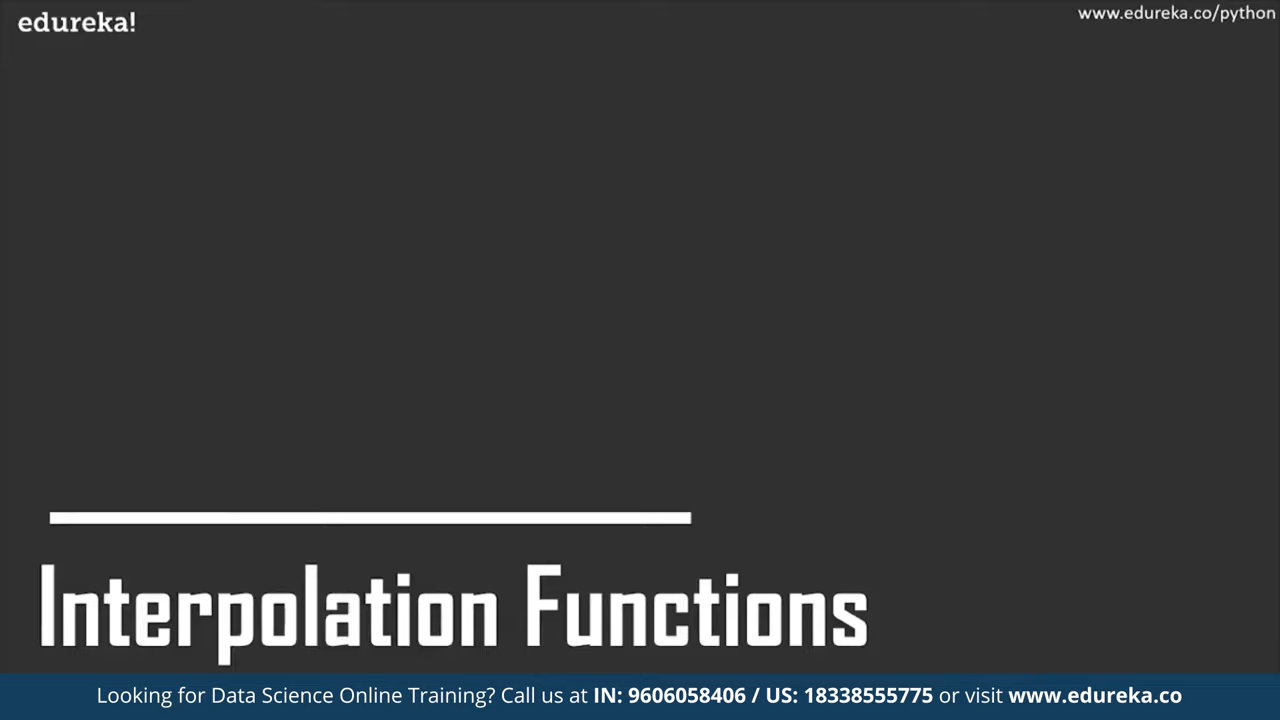 edureka!
www.edureka.co/python
Interpolation Functions
Looking for Data Science Online Training? Call us at IN: 9606058406 / US: 18338555775 or visit www.edureka.co